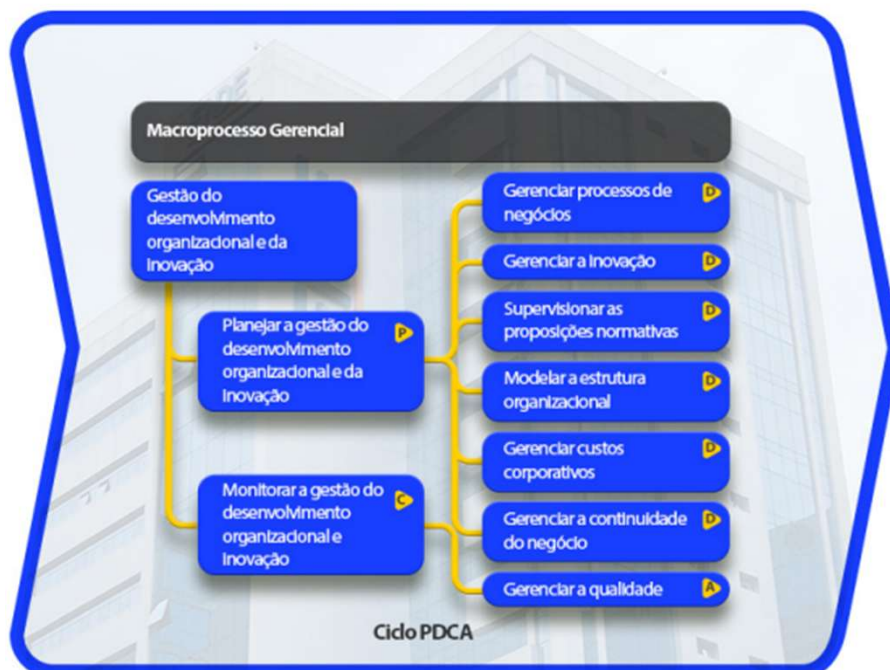 Macroprocesso Gerencial
Gestão do
desenvolvimento
organizacional e da
Inovação
Planejar a gestão do
desenvolvimento
organizacional e da
Inovação
P
Monitorar a gestão do
desenvolvimento
organizacional e
Inovação
C
Gerenciar processos de
negócios
D
Gerenciar a Inovação
D
Supervisionar as
proposições normativas
D
Modelar a estrutura
organizacional
D
Gerenciar custos
corporativos
D
Gerenciar a continuidade
do negócio
D
Gerenciar a qualidade
A
Ciclo PDCA